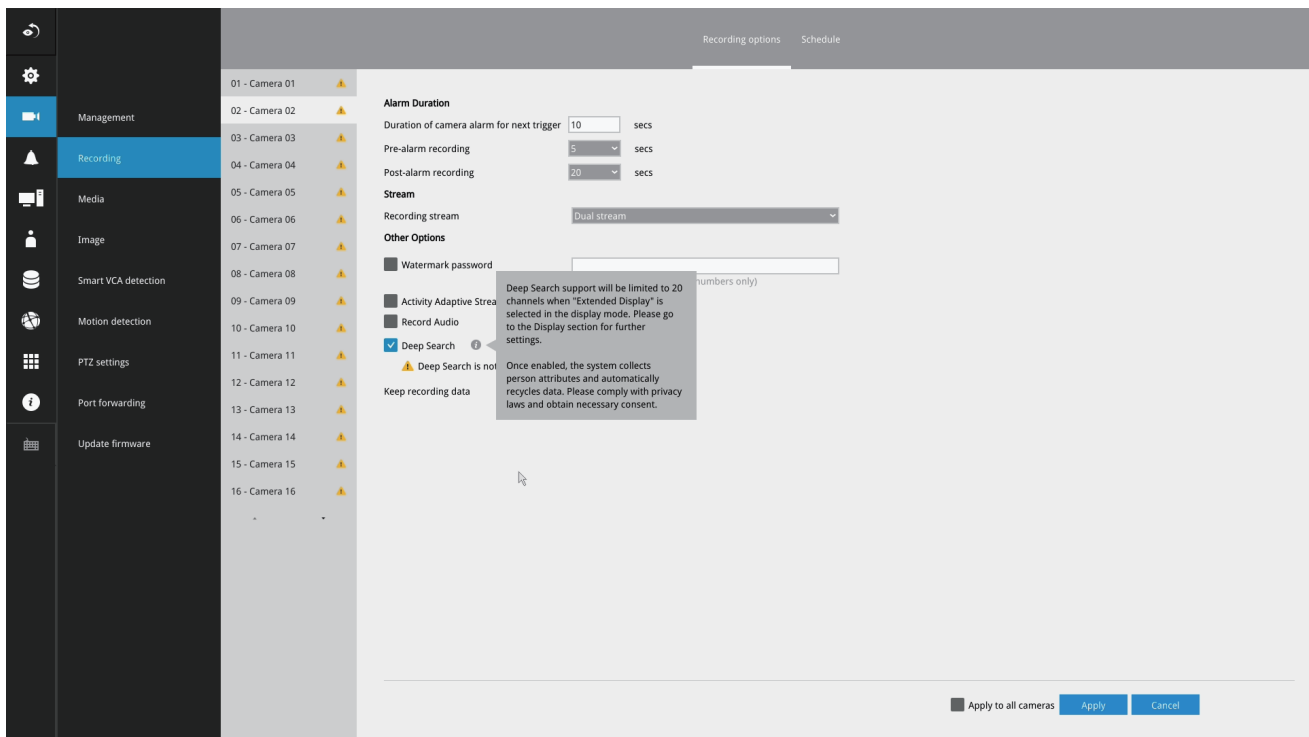 Recording options
Schedule
Management
Recording
Media
Image
Smart VCA detection
Motion detection
PTZ settings
Port forwarding
Update firmware
01 - Camera 01
02 - Camera 02
03 - Camera 03
04 - Camera 04
05 - Camera 05
06 - Camera 06
07 - Camera 07
08 - Camera 08
09 - Camera 09
10 - Camera 10
11 - Camera 11
12 - Camera 12
13 - Camera 13
14 - Camera 14
15 - Camera 15
16 - Camera 16
Alarm Duration
Duration of camera alarm for next trigger 10 secs
Pre-alarm recording 5 secs
Post-alarm recording 20 secs
Stream
Recording stream Dual stream
Other Options
Watermark password
numbers only)
Activity Adaptive Strea
Record Audio
Deep Search
Deep Search is not
Keep recording data
Deep Search support will be limited to 20
channels when "Extended Display" is
selected in the display mode. Please go
to the Display section for further
settings.
Once enabled, the system collects
person attributes and automatically
recycles data. Please comply with privacy
laws and obtain necessary consent.
Apply to all cameras
Apply
Cancel